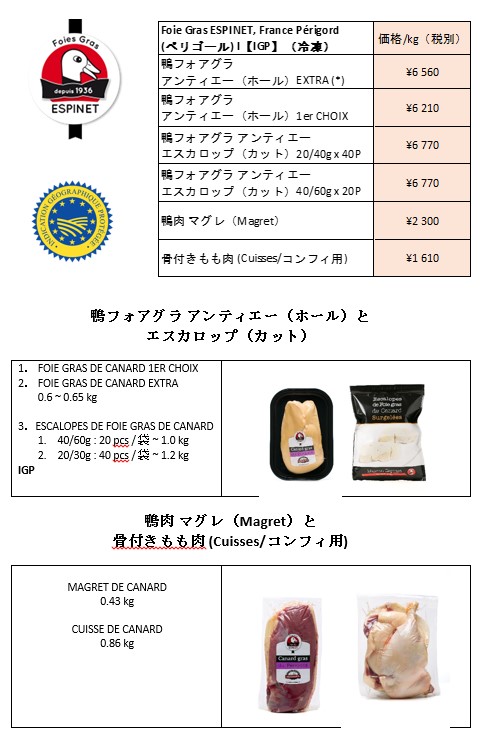 Foies Gras
depuis 1936
ESPINET
INDICATION GÉOGRAPHIQUE PROTÉGÉE
Foie Gras ESPINET, France Périgord
(ペリゴール) I【IGP】（冷凍）
価格/kg（税別）
鴨フォアグラ
アンティエー（ホール）EXTRA (*)
¥6 560
鴨フォアグラ
アンティエー（ホール）1er CHOIX
¥6 210
鴨フォアグラ アンティエー
エスカロップ（カット）20/40g x 40P
¥6 770
鴨フォアグラ アンティエー
エスカロップ（カット）40/60g x 20P
¥6 770
鴨肉 マグレ（Magret）
¥2 300
骨付きもも肉 (Cuisses/コンフィ用)
¥1 610
鴨フォアグラ アンティエー（ホール）と
エスカロップ（カット）
1. FOIE GRAS DE CANARD 1ER CHOIX
2. FOIE GRAS DE CANARD EXTRA
0.6 ~ 0.65 kg
3. ESCALOPES DE FOIE GRAS DE CANARD
1. 40/60g : 20 pcs / 袋 ~ 1.0 kg
2. 20/30g : 40 pcs / 袋 ~ 1.2 kg
IGP
Escalopes
de Foie gras
de Canard
Surgelées
鴨肉 マグレ（Magret）と
骨付きもも肉 (Cuisses/コンフィ用)
MAGRET DE CANARD
0.43 kg
CUISSE DE CANARD
0.86 kg
Canard gras